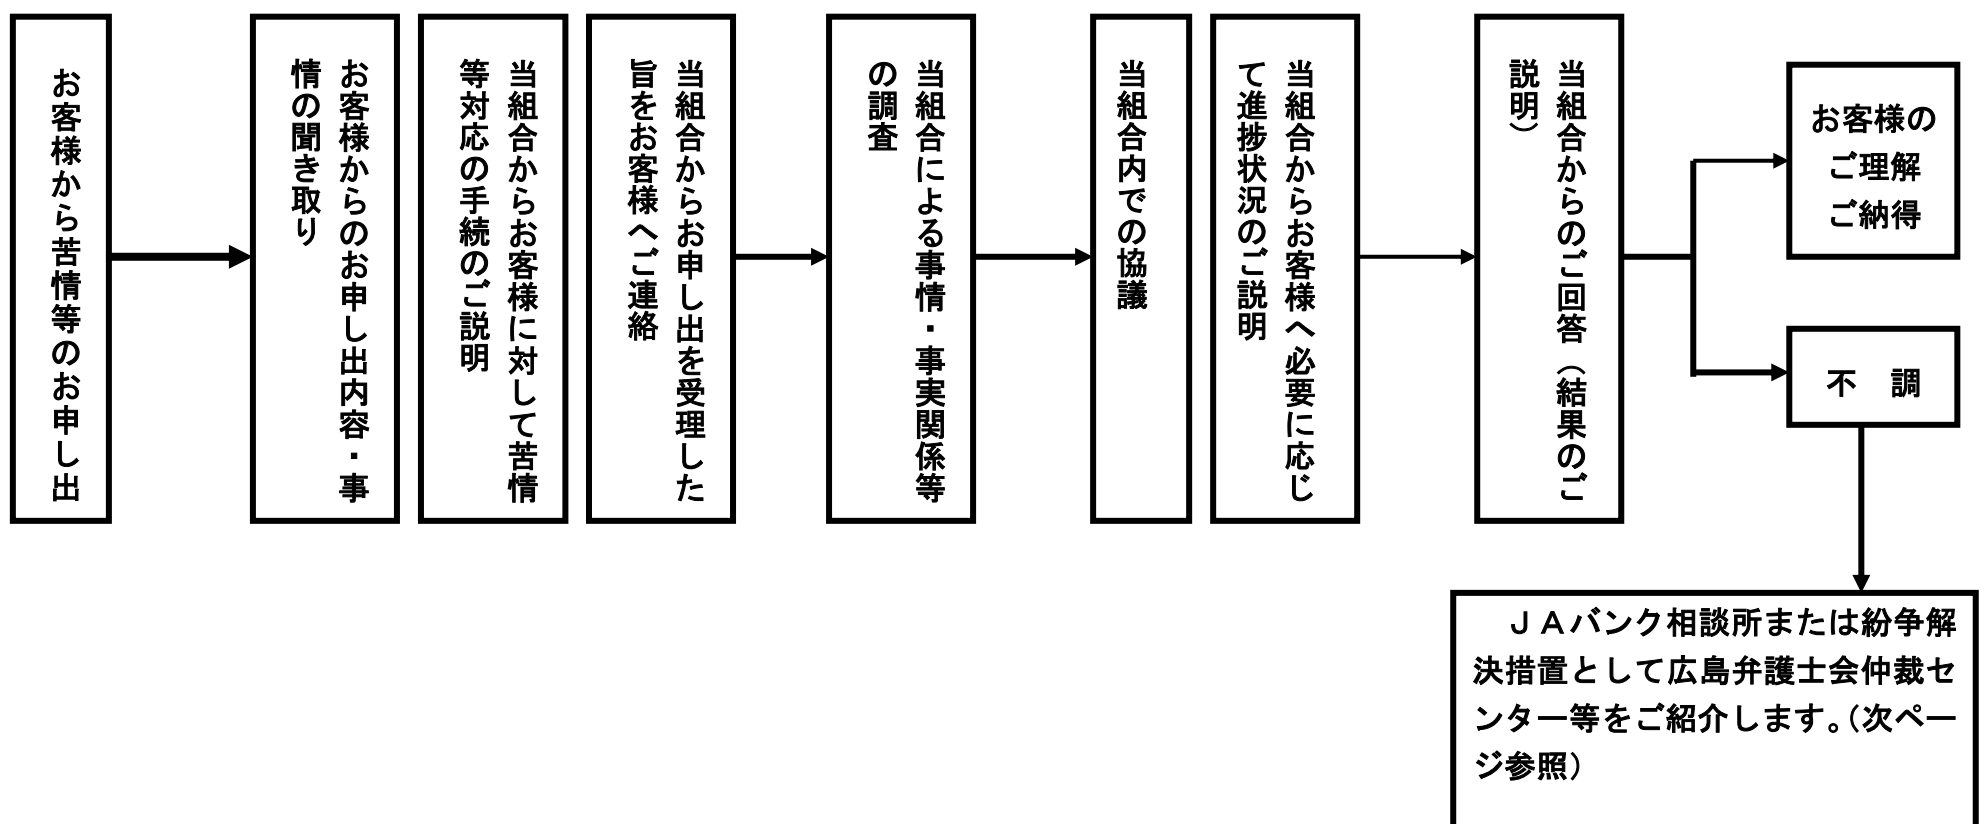 お客様から苦情等のお申し出
お客様からのお申し出内容・事
情の聞き取り
当組合からお客様に対して苦情
等対応の手続のご説明
当組合からお申し出を受理した
旨をお客様へご連絡
当組合による事情・事実関係等
の調査
当組合内での協議
当組合からお客様へ必要に応じ
て進捗状況のご説明
当組合からのご回答（結果のご
説明）
お客様の
ご理解
ご納得
不　調
ＪＡバンク相談所または紛争解
決措置として広島弁護士会仲裁セ
ンター等をご紹介します。（次ペー
ジ参照）